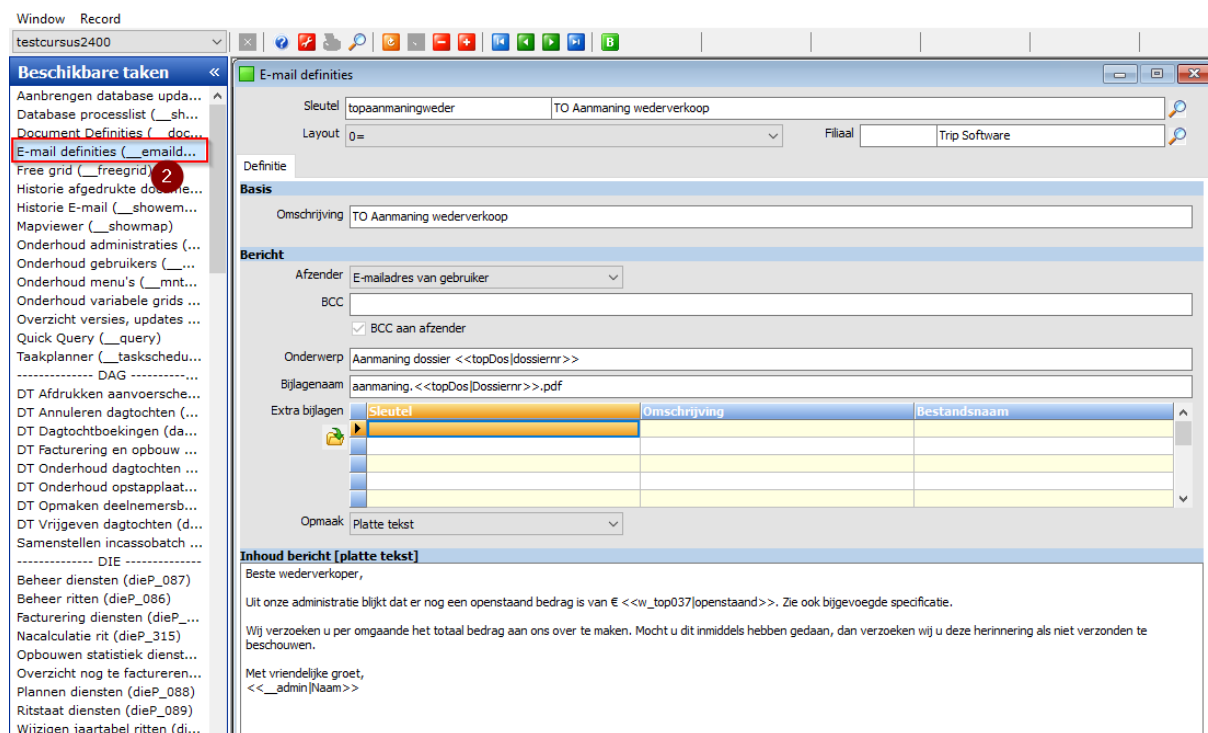 Window Record
testcursus2400
B
Beschikbare taken «
Aanbrengen database upda...
Database processlist (__sh...
Document Definities (__doc...
E-mail definities (__emaild...
Free grid (__freegrid)
2
Historie afgedrukte docume...
Historie E-mail (__showem...
Mapviewer (__showmap)
Onderhoud administraties (...
Onderhoud gebruikers (__...
Onderhoud menu's (__mnt...
Onderhoud variabele grids ...
Overzicht versies, updates ...
Quick Query (__query)
Taakplanner (__taskschedu...
-------------- DAG ----------...
DT Afdrukken aanvoersche...
DT Annuleren dagtochten (...
DT Dagtochtboekingen (da...
DT Facturering en opbouw ...
DT Onderhoud dagtochten ...
DT Onderhoud opstapplaat...
DT Opmaken deelnemersb...
DT Vrijgeven dagtochten (d...
Samenstellen incassobatch ...
-------------- DIE --------------
Beheer diensten (dieP_087)
Beheer ritten (dieP_086)
Facturering diensten (dieP_...
Nacalculatie rit (dieP_315)
Opbouwen statistiek dienst...
Overzicht nog te factureren...
Plannen diensten (dieP_088)
Ritstaat diensten (dieP_089)
Wijzigen jaartabel ritten (di...
E-mail definities
Sleutel topaanmaningweder TO Aanmaning wederverkoop
Layout 0= Filiaal Trip Software
Definitie
Basis
Omschrijving TO Aanmaning wederverkoop
Bericht
Afzender E-mailadres van gebruiker
BCC
BCC aan afzender
Onderwerp Aanmaning dossier <<topDos|dossiernr>>
Bijlagenaam aanmaning.<<topDos|Dossiernr>>.pdf
Extra bijlagen Sleutel Omschrijving Bestandsnaam
Opmaak Platte tekst
Inhoud bericht [platte tekst]
Beste wederverkoper,
Uit onze administratie blijkt dat er nog een openstaand bedrag is van € <<w_top037|openstaand>>. Zie ook bijgevoegde specificatie.
Wij verzoeken u per omgaande het totaal bedrag aan ons over te maken. Mocht u dit inmiddels hebben gedaan, dan verzoeken wij u deze herinnering als niet verzonden te
beschouwen.
Met vriendelijke groet,
<<__admin|Naam>>